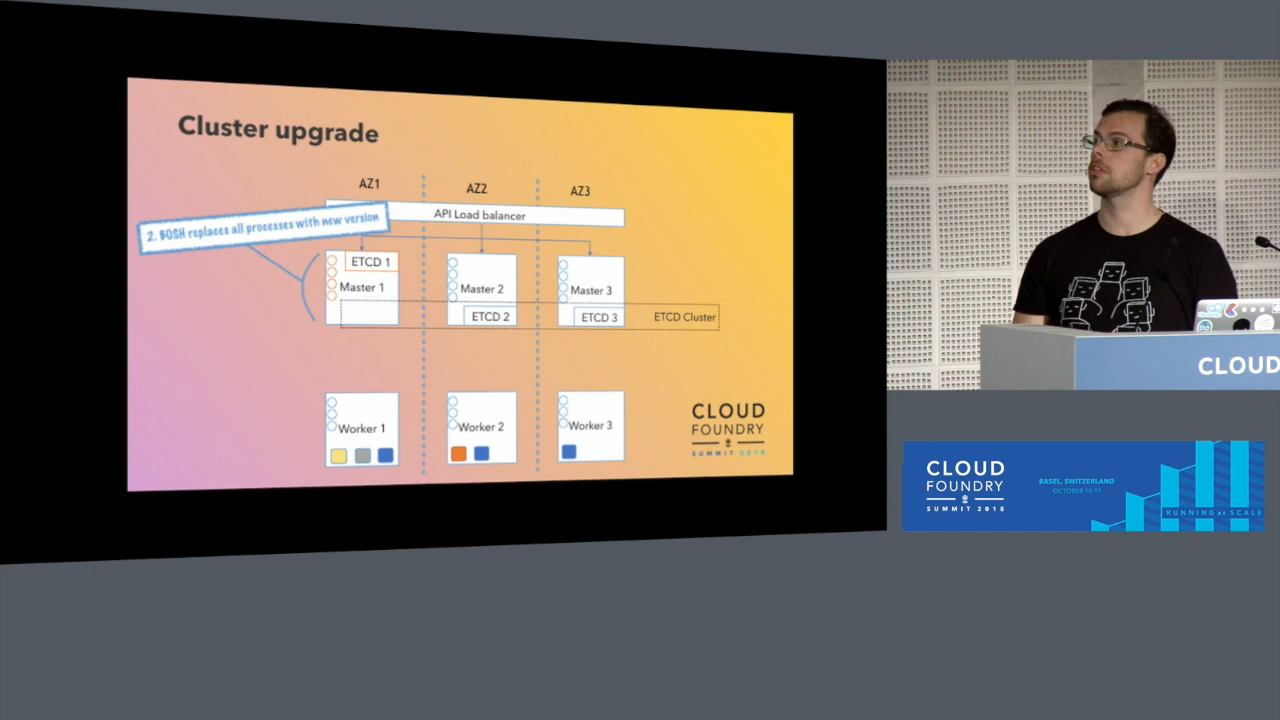 Cluster upgrade
AZ1
AZ2
AZ3
API Load balancer
2. BOSH replaces all processes with new version
ETCD 1
Master 1
Master 2
Master 3
ETCD 2
ETCD 3
ETCD Cluster
Worker 1
Worker 2
Worker 3
CLOUD
FOUNDRY
SUMMIT 2018
CLOUD
CLOUD
FOUNDRY
SUMMIT 2018
BASEL, SWITZERLAND
OCTOBER 10-11
RUNNING AT SCALE